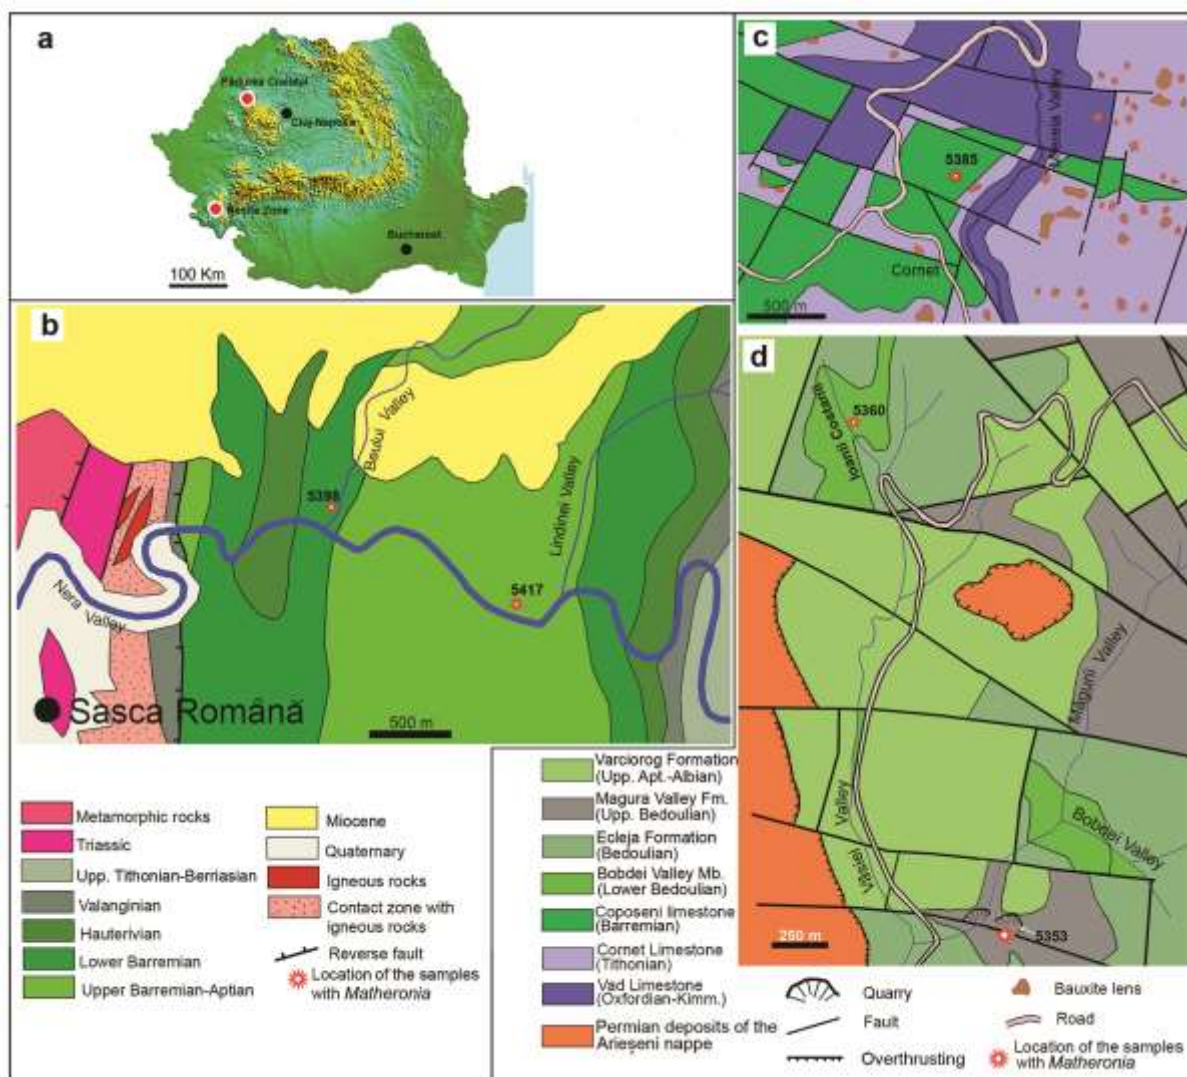 a
Pădurea Craiului
Cluj-Napoca
Resita Zone
Bucharest
100 Km
b
Beului Valley
5398
Lindinei Valley
5417
Nera Valley
Sasca Română
500 m
c
5385
Valley
Cornet
500 m
d
5360
Ioanii Costanii
Magurii Valley
Valley
Bobdei Valley
5353
250 m
Metamorphic rocks
Triassic
Upp. Tithonian-Berriasian
Valanginian
Hauterivian
Lower Barremian
Upper Barremian-Aptian
Miocene
Quaternary
Igneous rocks
Contact zone with
Igneous rocks
Reverse fault
Location of the samples
with Matheronia
Varciorog Formation
(Upp. Apt.-Albian)
Magura Valley Fm.
(Upp. Bedoulian)
Ecleja Formation
(Bedoulian)
Bobdei Valley Mb.
(Lower Bedoulian)
Coposeni limestone
(Barremian)
Cornet Limestone
(Tithonian)
Vad Limestone
(Oxfordian-Kimm.)
Permian deposits of the
Arieșeni nappe
Quarry
Fault
Overthrusting
Bauxite lens
Road
Location of the samples
with Matheronia